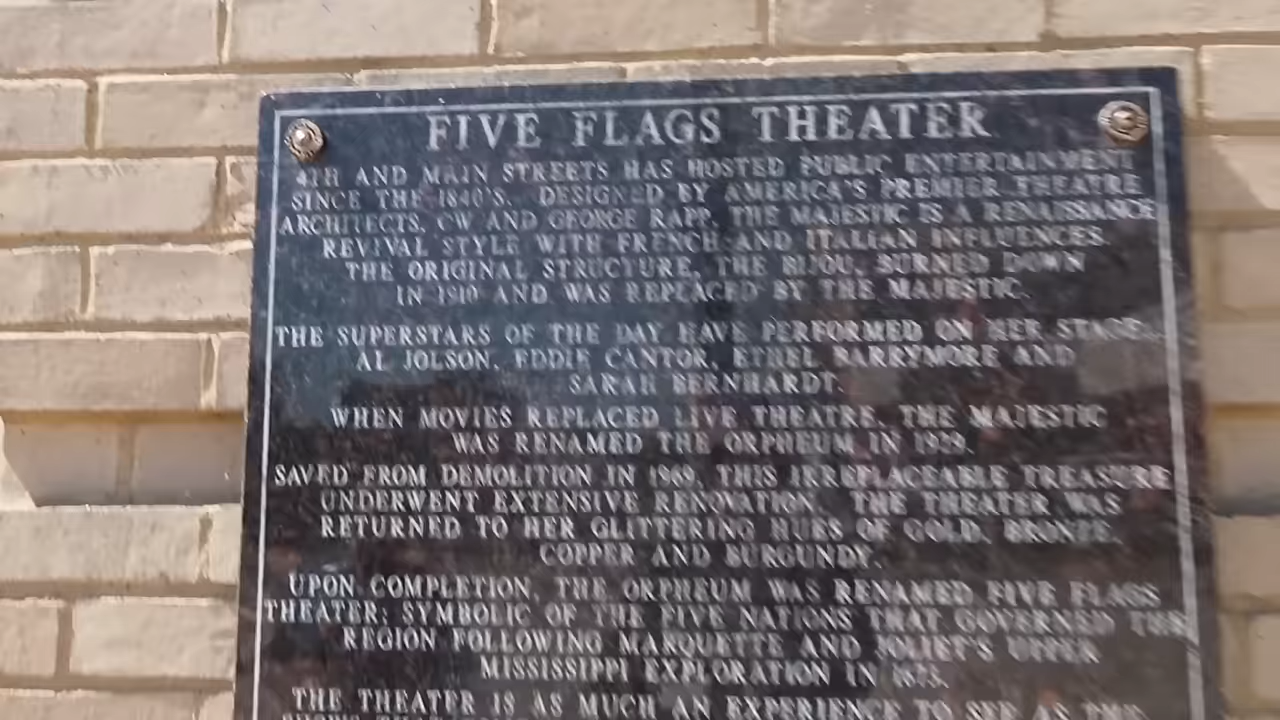 FIVE FLAGS THEATER
4TH AND MAIN STREETS HAS HOSTED PUBLIC ENTERTAINMENT
SINCE THE 1840'S. DESIGNED BY AMERICA'S PREMIER THEATRE
ARCHITECTS, CW AND GEORGE RAPP, THE MAJESTIC IS A RENAISSANCE
REVIVAL STYLE WITH FRENCH AND ITALIAN INFLUENCES.
THE ORIGINAL STRUCTURE, THE BIJOU, BURNED DOWN
IN 1910 AND WAS REPLACED BY THE MAJESTIC.
THE SUPERSTARS OF THE DAY HAVE PERFORMED ON HER STAGE...
AL JOLSON, EDDIE CANTOR, ETHEL BARRYMORE AND
SARAH BERNHARDT.
WHEN MOVIES REPLACED LIVE THEATRE, THE MAJESTIC
WAS RENAMED THE ORPHEUM IN 1929.
SAVED FROM DEMOLITION IN 1969, THIS IRREPLACEABLE TREASURE
UNDERWENT EXTENSIVE RENOVATION. THE THEATER WAS
RETURNED TO HER GLITTERING HUES OF GOLD, BRONZE,
COPPER AND BURGUNDY.
UPON COMPLETION, THE ORPHEUM WAS RENAMED FIVE FLAGS
THEATER; SYMBOLIC OF THE FIVE NATIONS THAT GOVERNED THE
REGION FOLLOWING MARQUETTE AND JOLIET'S UPPER
MISSISSIPPI EXPLORATION IN 1673.
THE THEATER IS AS MUCH AN EXPERIENCE TO SEE AS THE